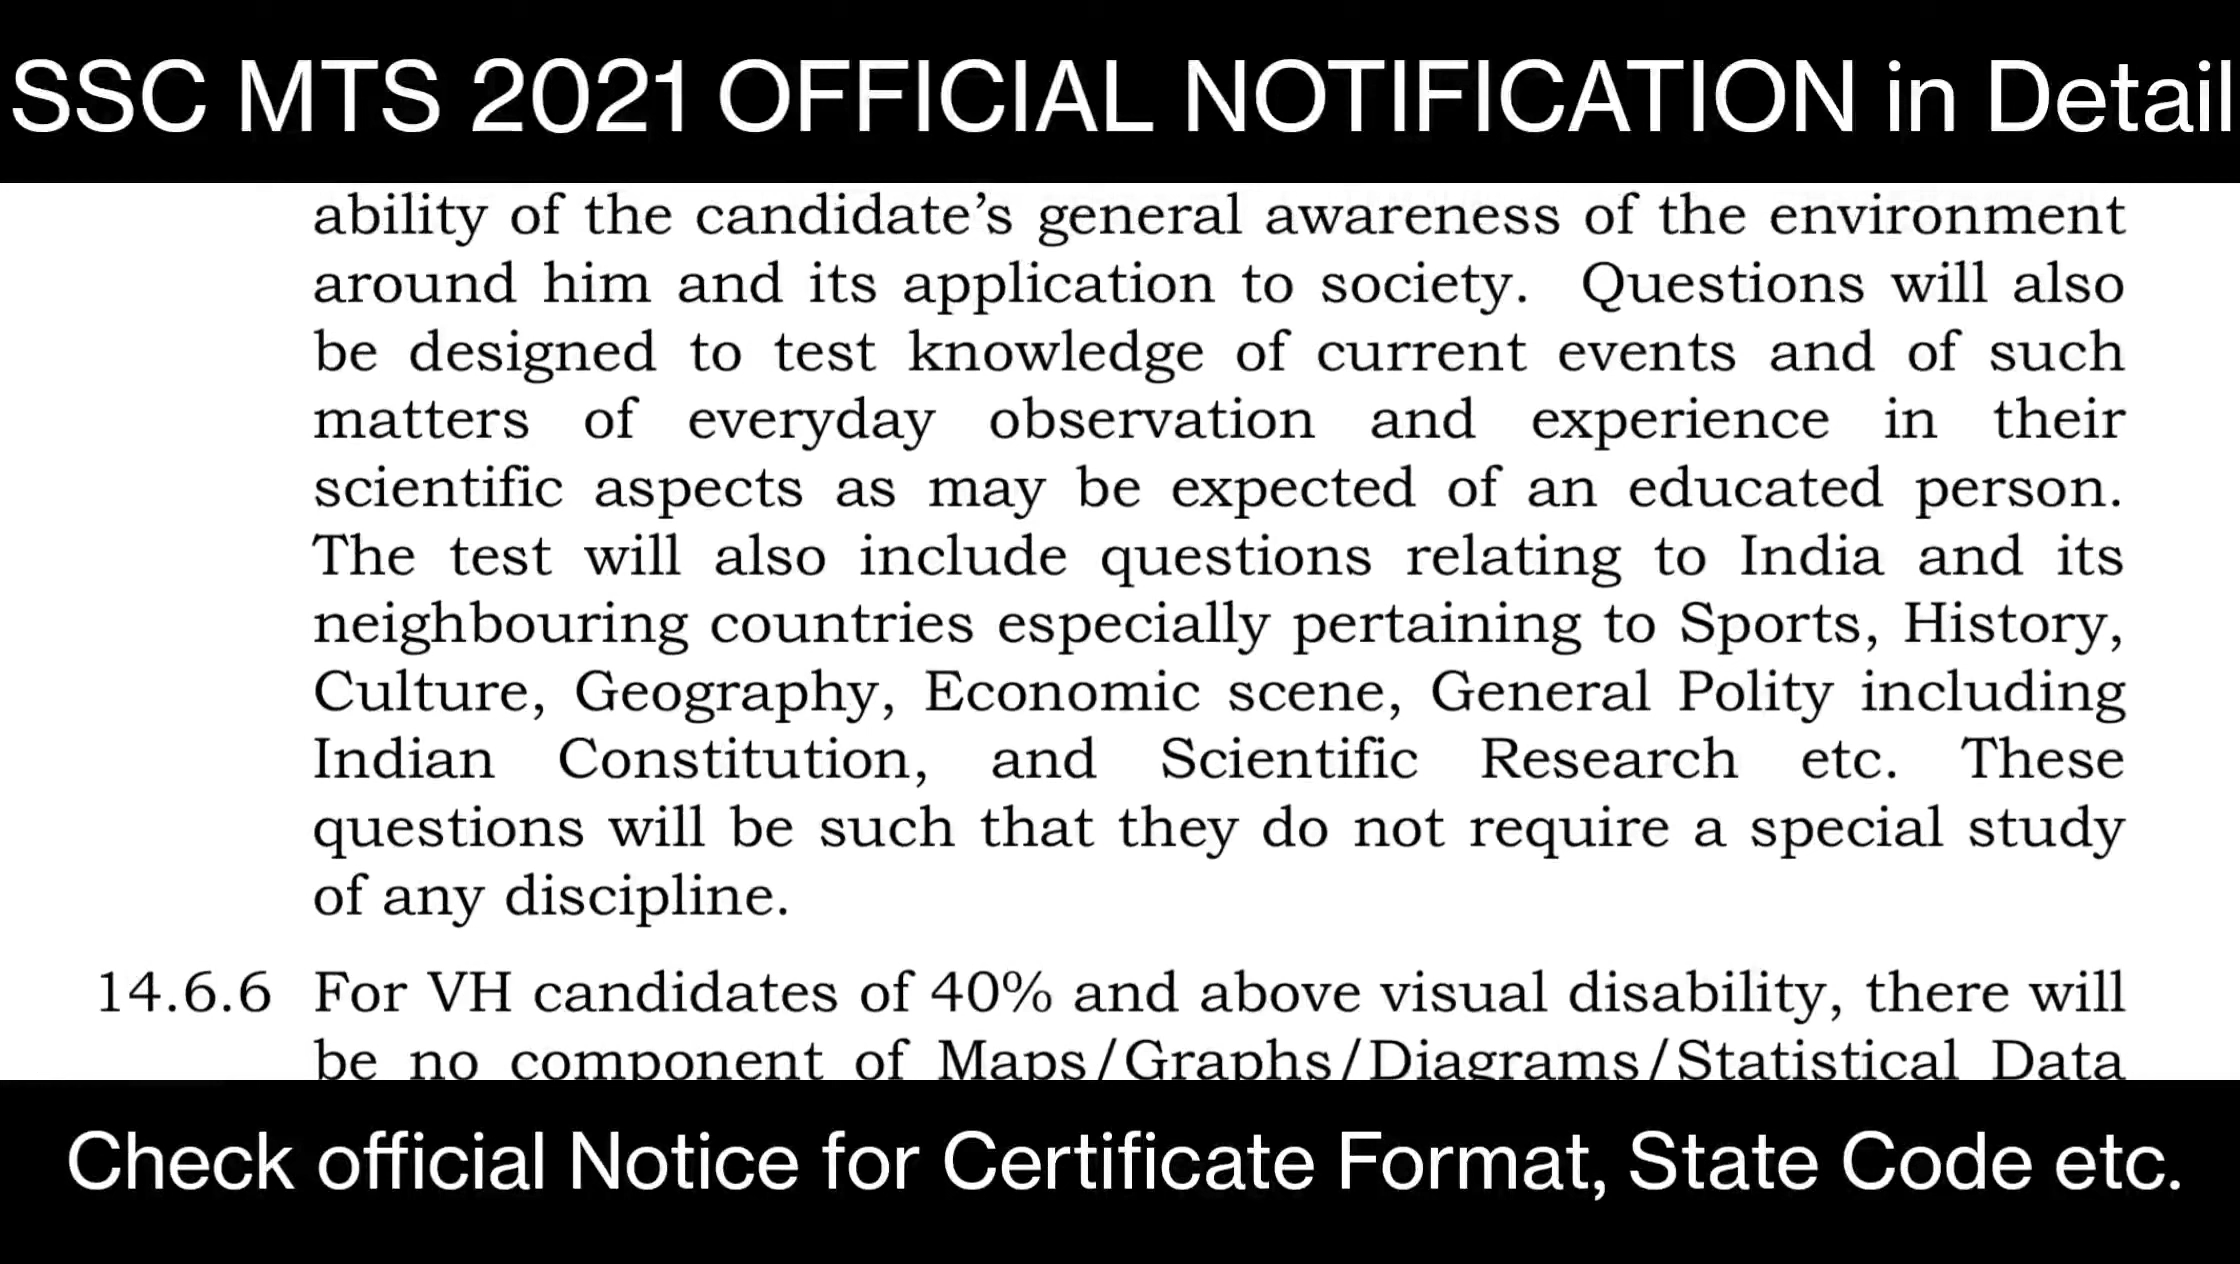 SSC MTS 2021 OFFICIAL NOTIFICATION in Detail
ability of the candidate’s general awareness of the environment
around him and its application to society. Questions will also
be designed to test knowledge of current events and of such
matters of everyday observation and experience in their
scientific aspects as may be expected of an educated person.
The test will also include questions relating to India and its
neighbouring countries especially pertaining to Sports, History,
Culture, Geography, Economic scene, General Polity including
Indian Constitution, and Scientific Research etc. These
questions will be such that they do not require a special study
of any discipline.
14.6.6 For VH candidates of 40% and above visual disability, there will
be no component of Maps/Graphs/Diagrams/Statistical Data
Check official Notice for Certificate Format, State Code etc.